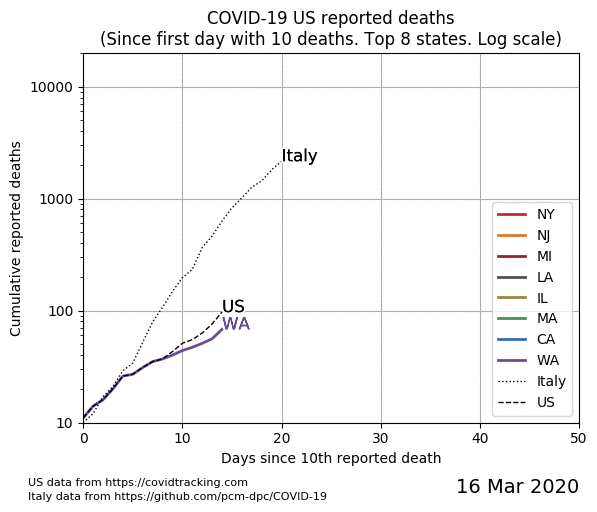 COVID-19 US reported deaths
(Since first day with 10 deaths. Top 8 states. Log scale)
Cumulative reported deaths
10000
1000
100
10
Italy
US
WA
NY
NJ
MI
LA
IL
MA
CA
WA
Italy
US
0 10 20 30 40 50
Days since 10th reported death
US data from https://covidtracking.com
Italy data from https://github.com/pcm-dpc/COVID-19
16 Mar 2020